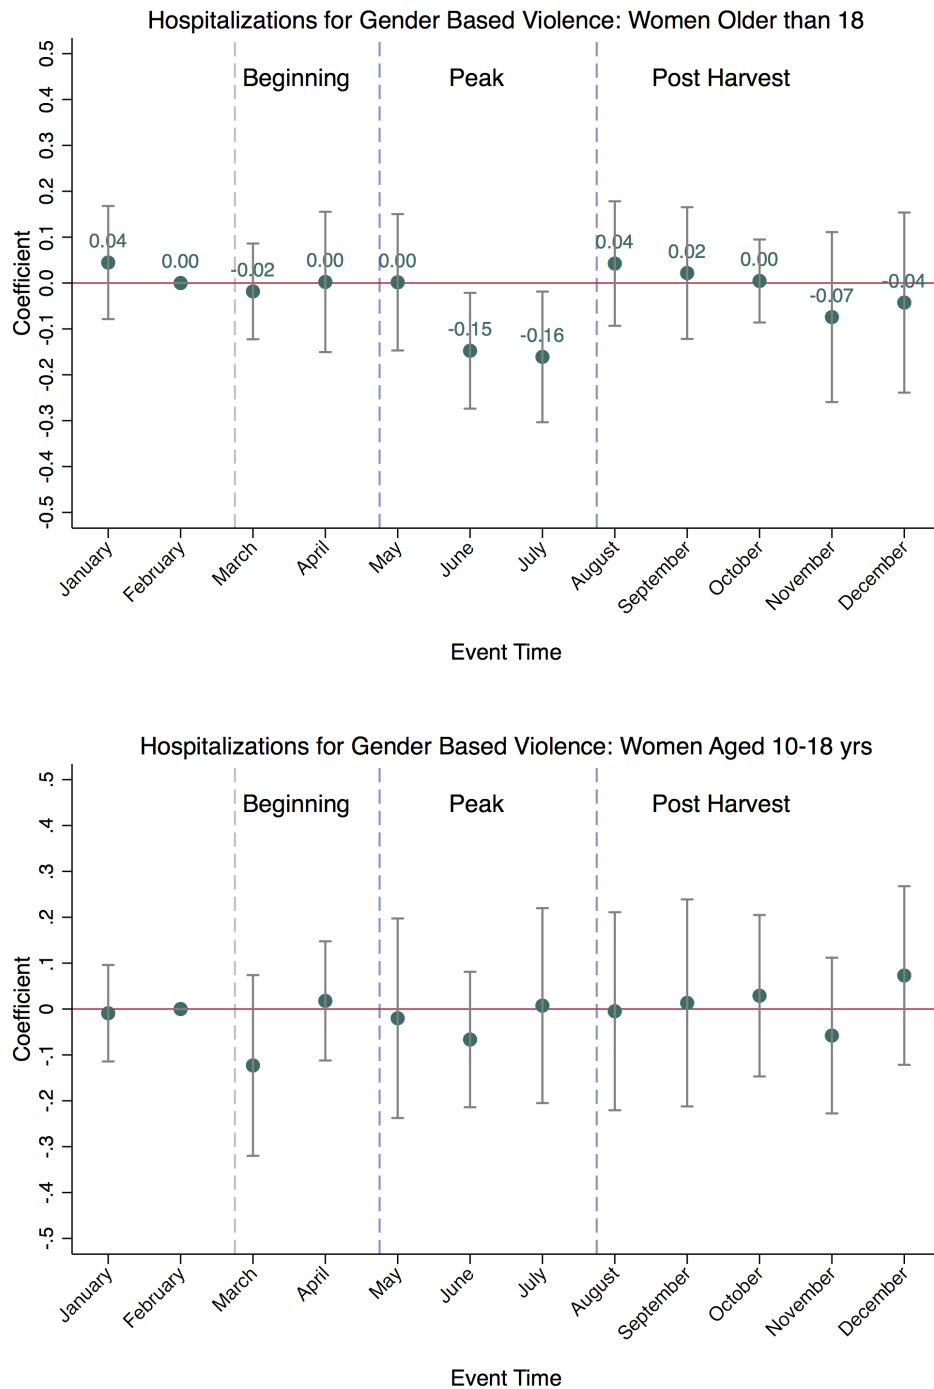 Hospitalizations for Gender Based Violence: Women Older than 18
Beginning Peak Post Harvest
0.5
0.4
0.3
0.2
0.1
0.0
-0.1
-0.2
-0.3
-0.4
-0.5
Coefficient
0.04 0.00 -0.02 0.00 0.00 -0.15 -0.16 0.04 0.02 0.00 -0.07 -0.04
January February March April May June July August September October November December
Event Time
Hospitalizations for Gender Based Violence: Women Aged 10-18 yrs
Beginning Peak Post Harvest
.5
.4
.3
.2
.1
0
-.1
-.2
-.3
-.4
-.5
Coefficient
January February March April May June July August September October November December
Event Time